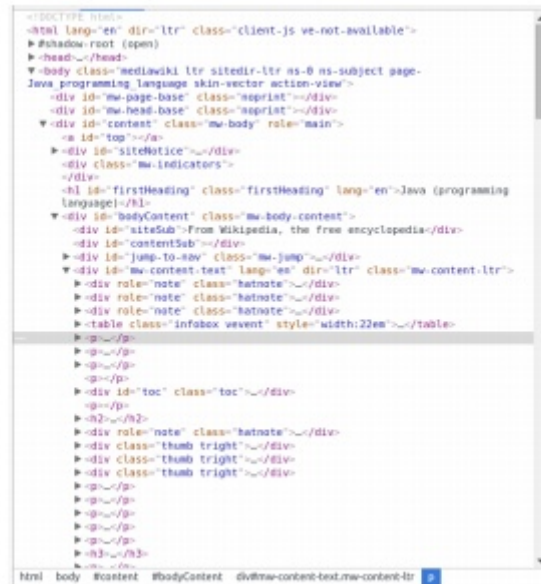 <!DOCTYPE html>
<html lang="en" dir="ltr" class="client-js ve-not-available">
▶#shadow-root (open)
▶<head>…</head>
▼<body class="mediawiki ltr sitedir-ltr ns-0 ns-subject page-
Java_programming_language skin-vector action-view">
<div id="mw-page-base" class="noprint"></div>
<div id="mw-head-base" class="noprint"></div>
▼<div id="content" class="mw-body" role="main">
<a id="top"></a>
▶<div id="siteNotice">…</div>
<div class="mw-indicators">
</div>
<h1 id="firstHeading" class="firstHeading" lang="en">Java (programming
language)</h1>
▼<div id="bodyContent" class="mw-body-content">
<div id="siteSub">From Wikipedia, the free encyclopedia</div>
<div id="contentSub"></div>
▶<div id="jump-to-nav" class="mw-jump">…</div>
▼<div id="mw-content-text" lang="en" dir="ltr" class="mw-content-ltr">
▶<div role="note" class="hatnote">…</div>
▶<div role="note" class="hatnote">…</div>
▶<div role="note" class="hatnote">…</div>
▶<table class="infobox vevent" style="width:22em">…</table>
▶<p>…</p>
▶<p>…</p>
▶<p>…</p>
<p></p>
▶<div id="toc" class="toc">…</div>
<p></p>
▶<h2>…</h2>
▶<div role="note" class="hatnote">…</div>
▶<div class="thumb tright">…</div>
▶<div class="thumb tright">…</div>
▶<div class="thumb tright">…</div>
▶<p>…</p>
▶<p>…</p>
▶<p>…</p>
▶<p>…</p>
▶<p>…</p>
▶<h3>…</h3>
▶<p>…</p>
html body #content #bodyContent div#mw-content-text.mw-content-ltr p